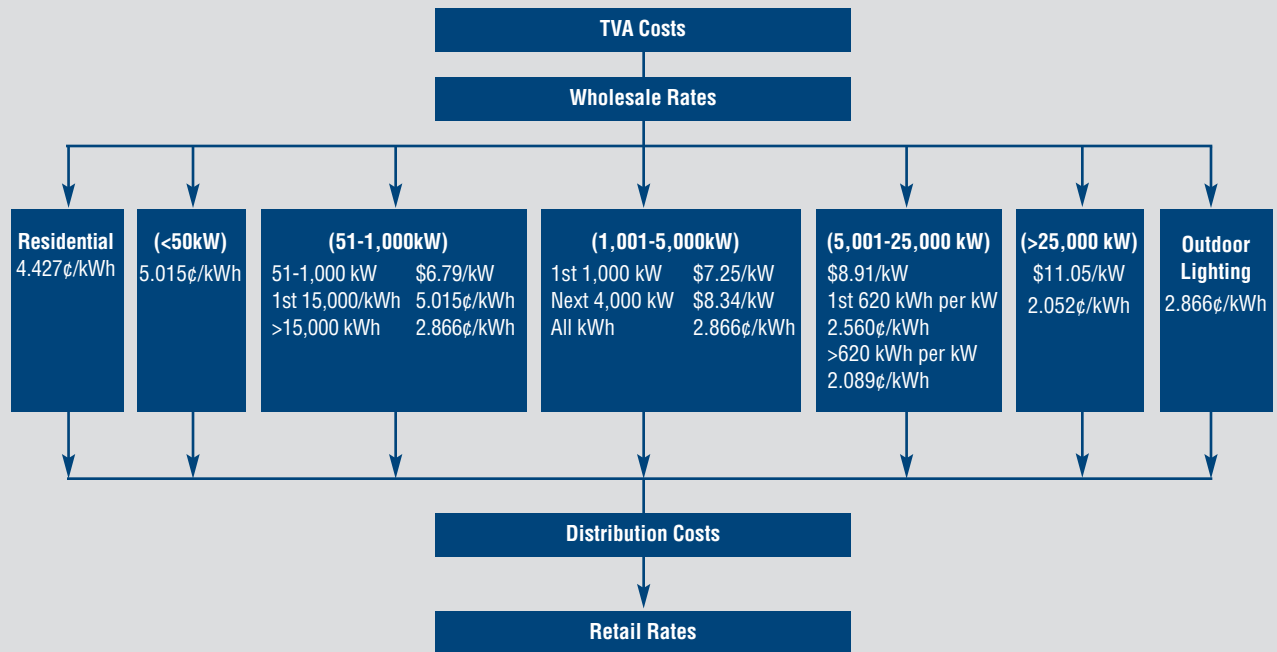 TVA Costs
Wholesale Rates
Residential
4.427¢/kWh
(<50kW)
5.015¢/kWh
(51-1,000kW)
51-1,000 kW $6.79/kW
1st 15,000/kWh 5.015¢/kWh
>15,000 kWh 2.866¢/kWh
(1,001-5,000kW)
1st 1,000 kW $7.25/kW
Next 4,000 kW $8.34/kW
All kWh 2.866¢/kWh
(5,001-25,000 kW)
$8.91/kW
1st 620 kWh per kW
2.560¢/kWh
>620 kWh per kW
2.089¢/kWh
(>25,000 kW)
$11.05/kW
2.052¢/kWh
Outdoor
Lighting
2.866¢/kWh
Distribution Costs
Retail Rates